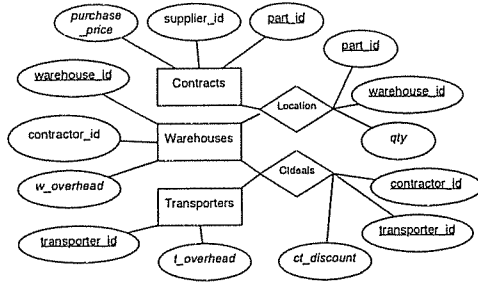 purchase
_price
supplier_id
part_id
part_id
warehouse_id
Contracts
Location
warehouse_id
contractor_id
Warehouses
qty
w_overhead
Ctdeals
contractor_id
Transporters
transporter_id
transporter_id
t_overhead
ct_discount